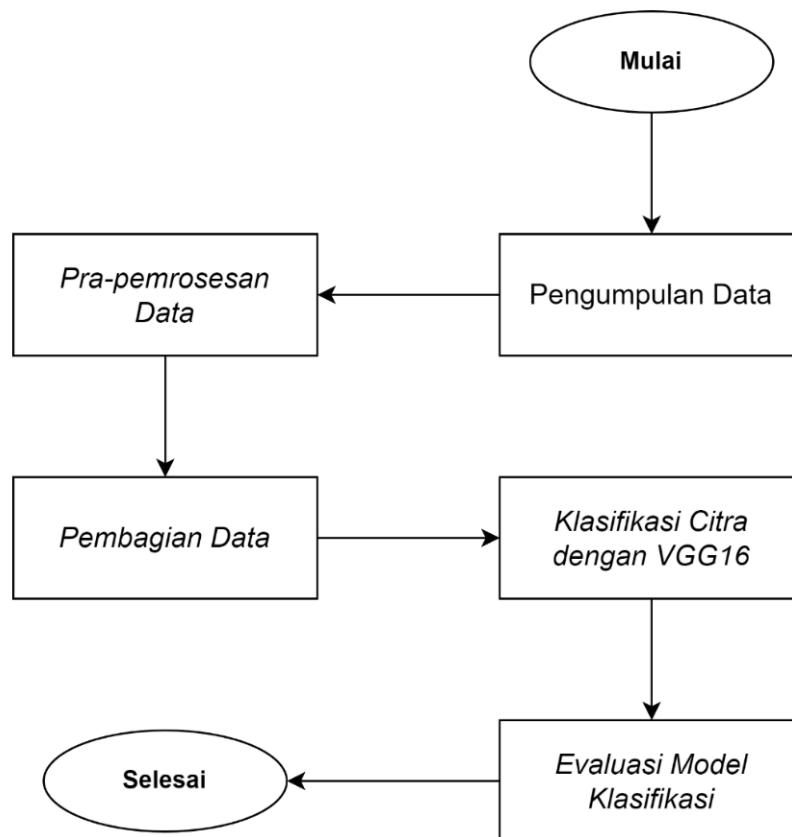 Mulai
Pengumpulan Data
Pra-pemrosesan
Data
Pembagian Data
Klasifikasi Citra
dengan VGG16
Evaluasi Model
Klasifikasi
Selesai